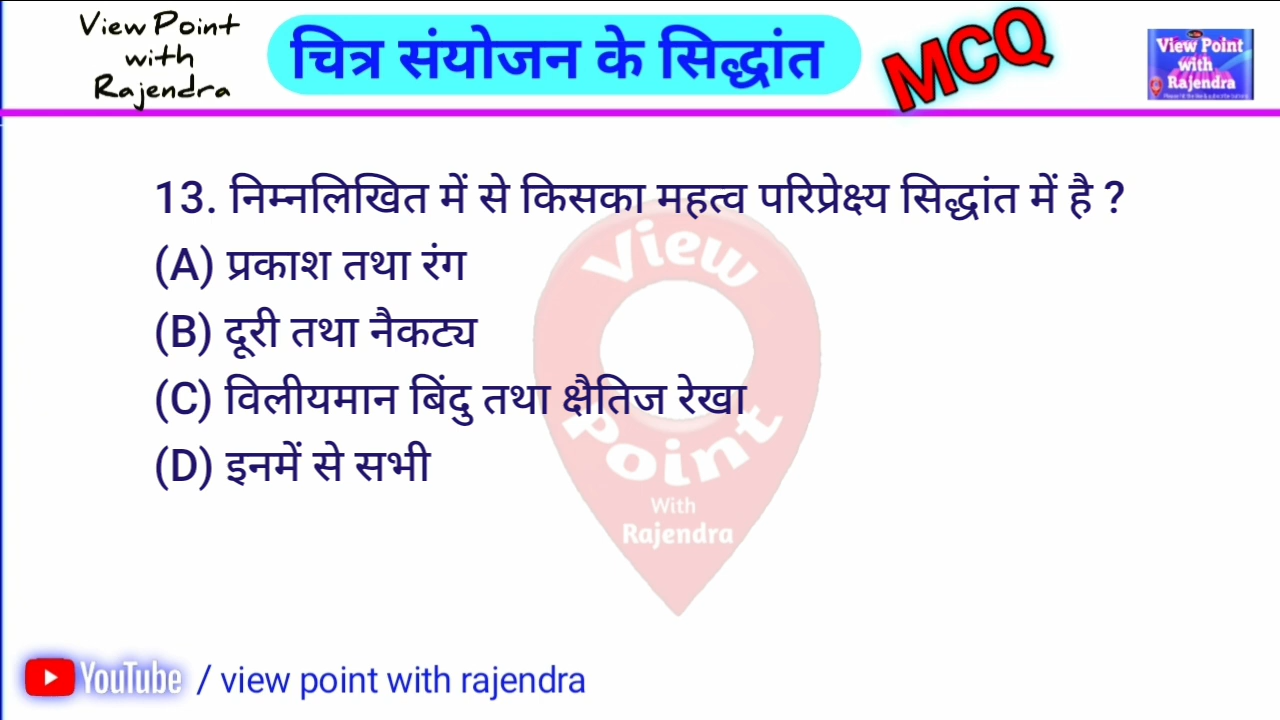 View Point
with
Rajendra
चित्र संयोजन के सिद्धांत
MCQ
View Point
with
Rajendra
13. निम्नलिखित में से किसका महत्व परिप्रेक्ष्य सिद्धांत में है ?
(A) प्रकाश तथा रंग
(B) दूरी तथा नैकट्य
(C) विलीयमान बिंदु तथा क्षैतिज रेखा
(D) इनमें से सभी
View
Point
With
Rajendra
YouTube / view point with rajendra